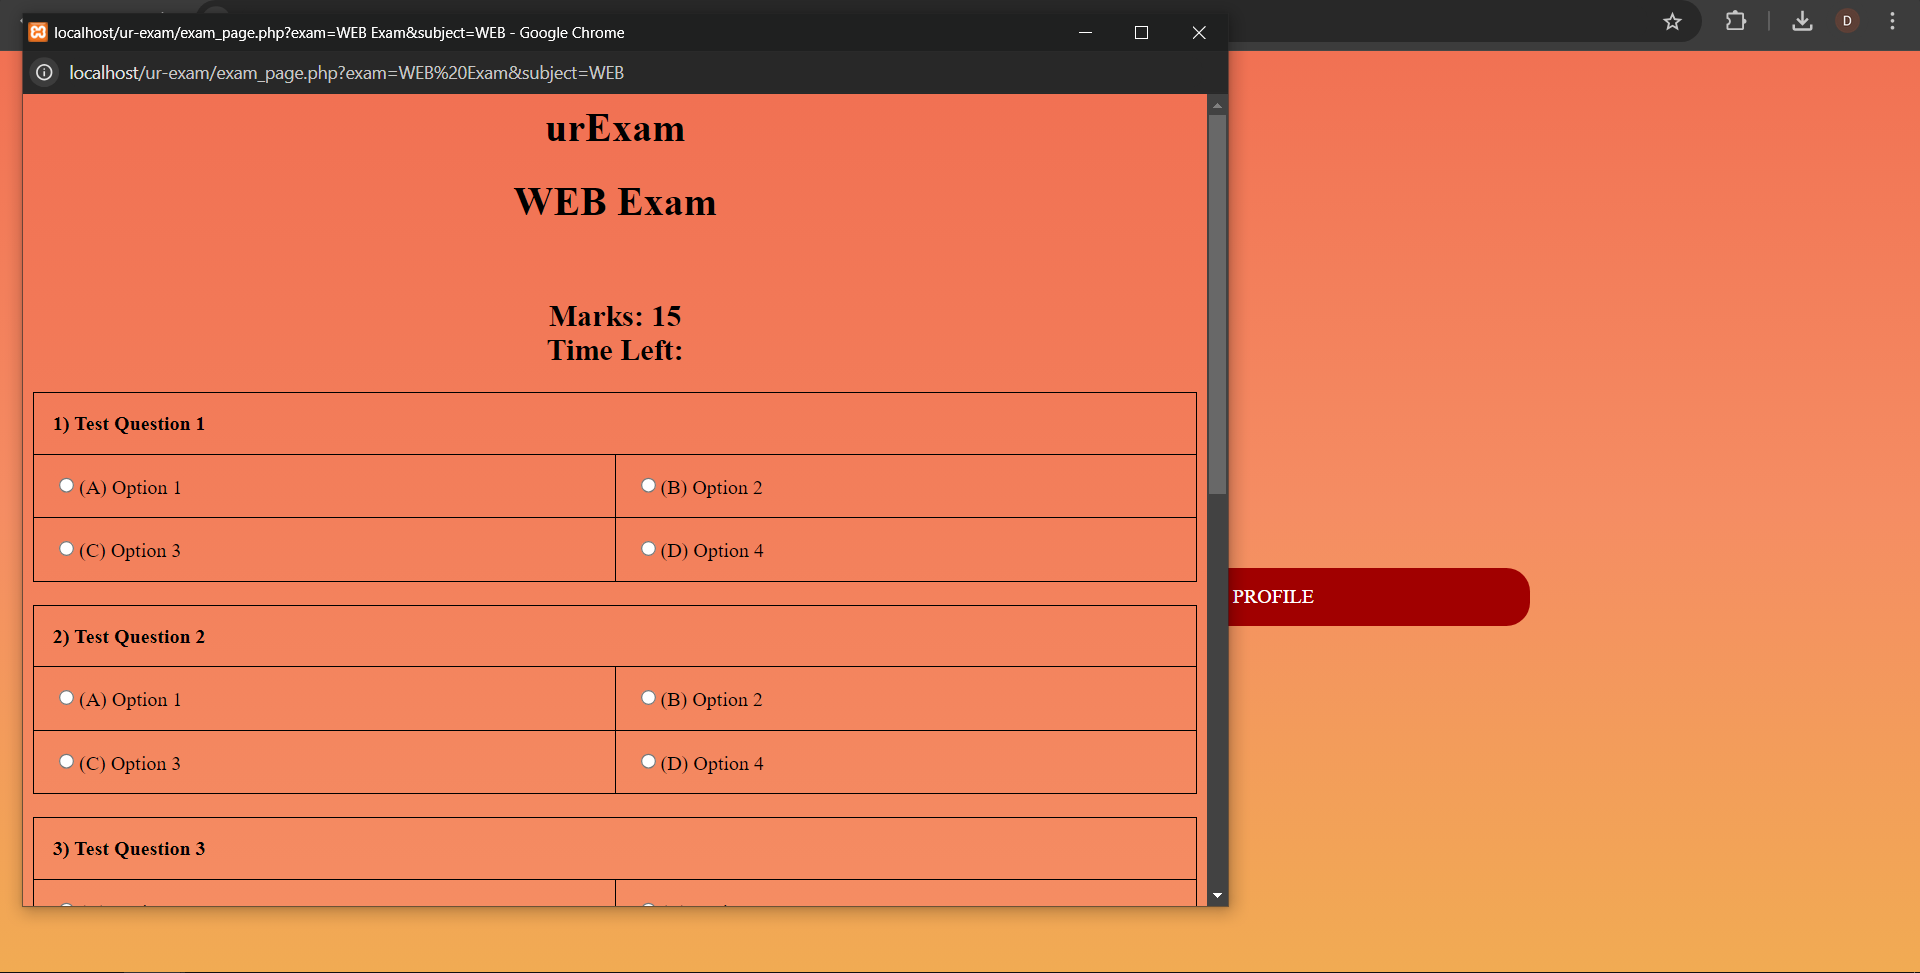 localhost/ur-exam/exam_page.php?exam=WEB Exam&subject=WEB - Google Chrome
D
localhost/ur-exam/exam_page.php?exam=WEB%20Exam&subject=WEB
urExam
WEB Exam
Marks: 15
Time Left:
1) Test Question 1
(A) Option 1
(B) Option 2
(C) Option 3
(D) Option 4
PROFILE
2) Test Question 2
(A) Option 1
(B) Option 2
(C) Option 3
(D) Option 4
3) Test Question 3